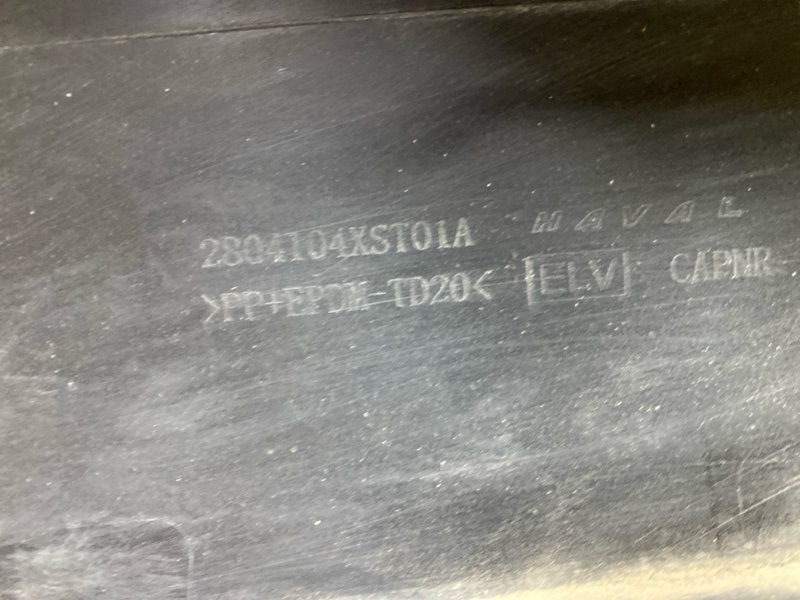 2804104XST01A HAVAL
>PP+EPDM-TD20< ELV CAPNR